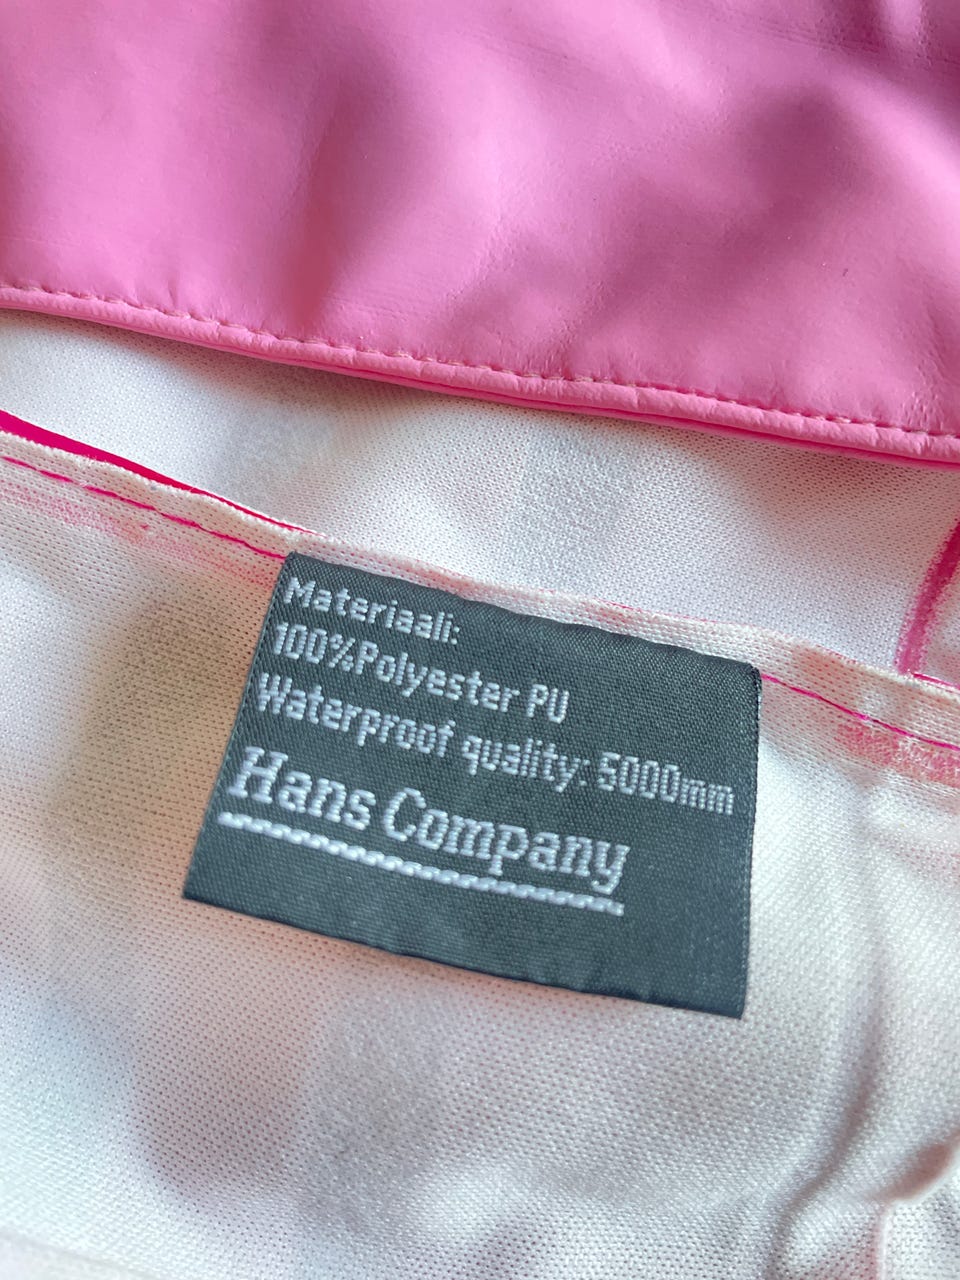 Materiaali:
100%Polyester PU
Waterproof quality: 5000mm
Hans Company